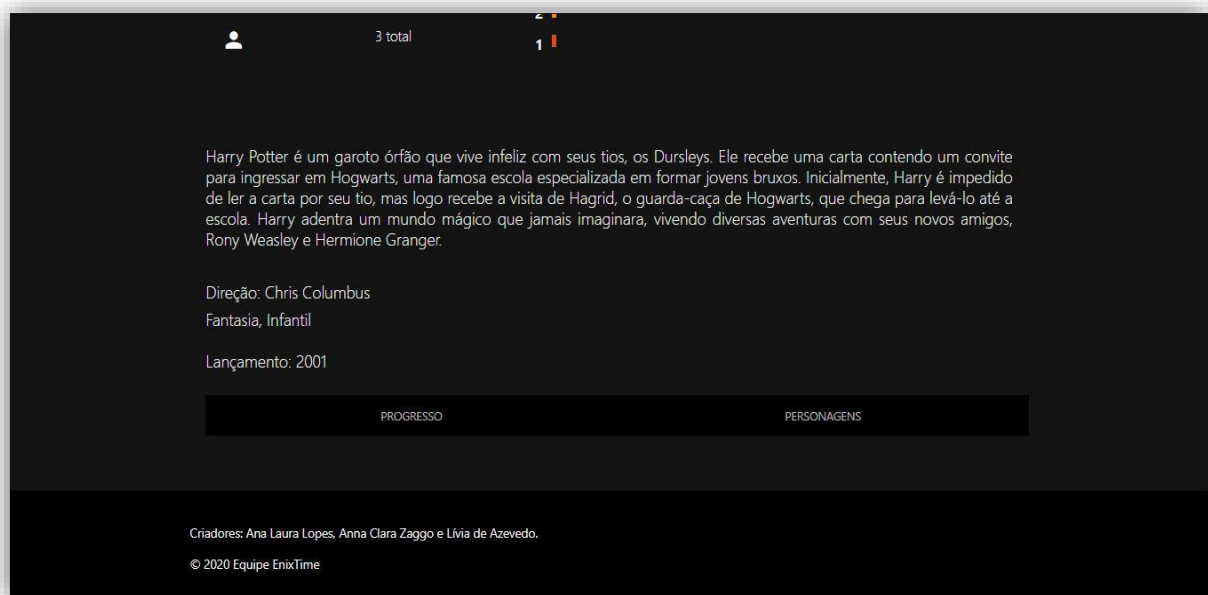 2
3 total
1
Harry Potter é um garoto órfão que vive infeliz com seus tios, os Dursleys. Ele recebe uma carta contendo um convite
para ingressar em Hogwarts, uma famosa escola especializada em formar jovens bruxos. Inicialmente, Harry é impedido
de ler a carta por seu tio, mas logo recebe a visita de Hagrid, o guarda-caça de Hogwarts, que chega para levá-lo até a
escola. Harry adentra um mundo mágico que jamais imaginara, vivendo diversas aventuras com seus novos amigos,
Rony Weasley e Hermione Granger.
Direção: Chris Columbus
Fantasia, Infantil
Lançamento: 2001
PROGRESSO
PERSONAGENS
Criadores: Ana Laura Lopes, Anna Clara Zaggo e Lívia de Azevedo.
© 2020 Equipe EnixTime